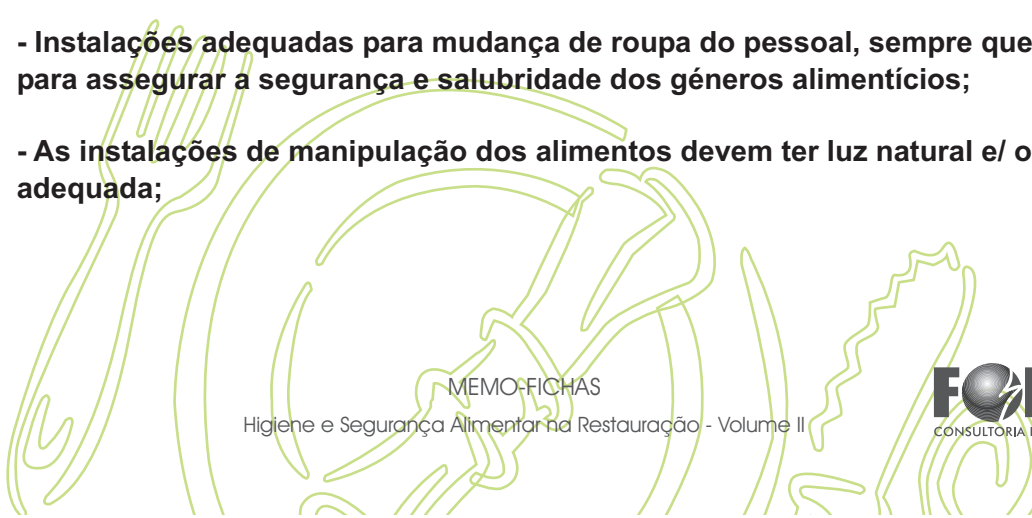 - Instalações adequadas para mudança de roupa do pessoal, sempre que
para assegurar a segurança e salubridade dos géneros alimentícios;
- As instalações de manipulação dos alimentos devem ter luz natural e/ o
adequada;
MEMO-FICHAS
Higiene e Segurança Alimentar na Restauração - Volume II
CONSULTORIA